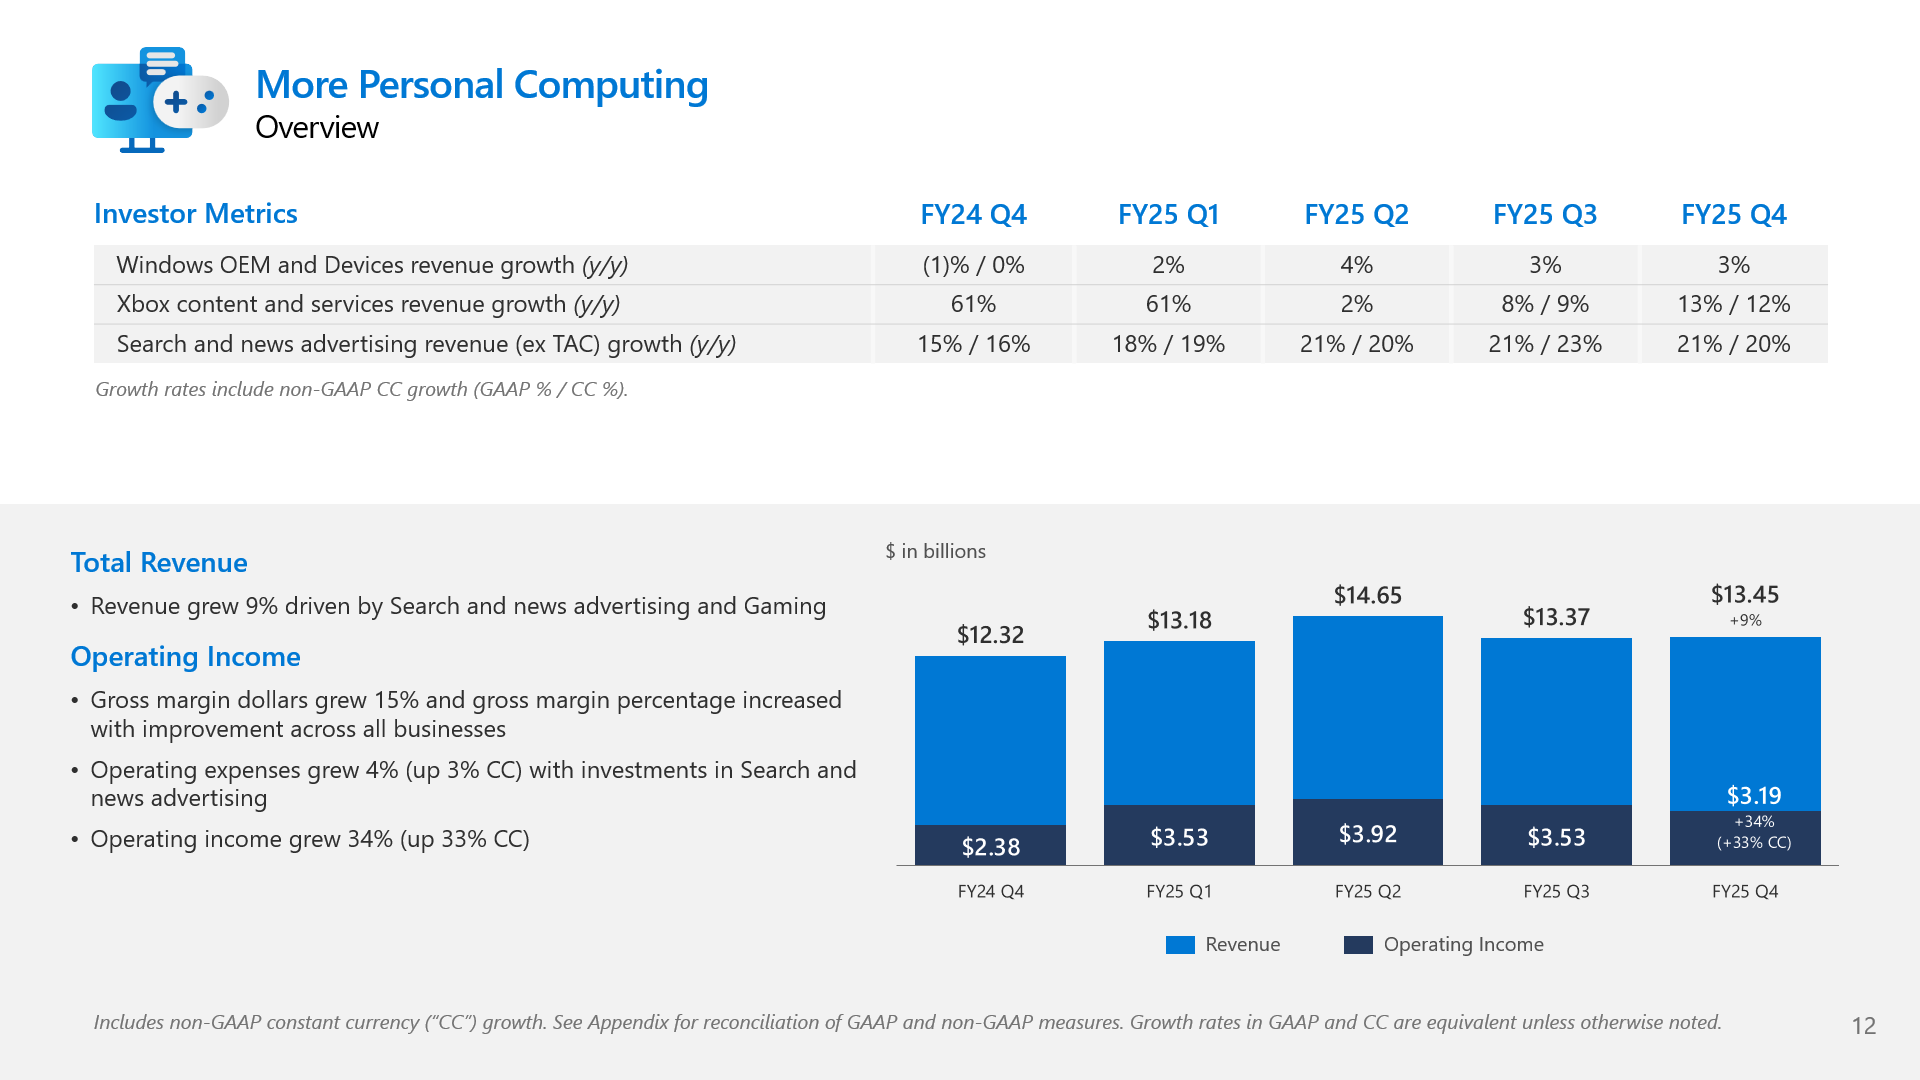 More Personal Computing
Overview
Investor Metrics FY24 Q4 FY25 Q1 FY25 Q2 FY25 Q3 FY25 Q4
Windows OEM and Devices revenue growth (y/y) (1)% / 0% 2% 4% 3% 3%
Xbox content and services revenue growth (y/y) 61% 61% 2% 8% / 9% 13% / 12%
Search and news advertising revenue (ex TAC) growth (y/y) 15% / 16% 18% / 19% 21% / 20% 21% / 23% 21% / 20%
Growth rates include non-GAAP CC growth (GAAP % / CC %).
Total Revenue
• Revenue grew 9% driven by Search and news advertising and Gaming
Operating Income
• Gross margin dollars grew 15% and gross margin percentage increased
with improvement across all businesses
• Operating expenses grew 4% (up 3% CC) with investments in Search and
news advertising
• Operating income grew 34% (up 33% CC)
$ in billions
$12.32 $13.18 $14.65 $13.37 $13.45
+9%
$2.38 $3.53 $3.92 $3.53 $3.19
+34%
(+33% CC)
FY24 Q4 FY25 Q1 FY25 Q2 FY25 Q3 FY25 Q4
Revenue Operating Income
Includes non-GAAP constant currency (“CC”) growth. See Appendix for reconciliation of GAAP and non-GAAP measures. Growth rates in GAAP and CC are equivalent unless otherwise noted.
12